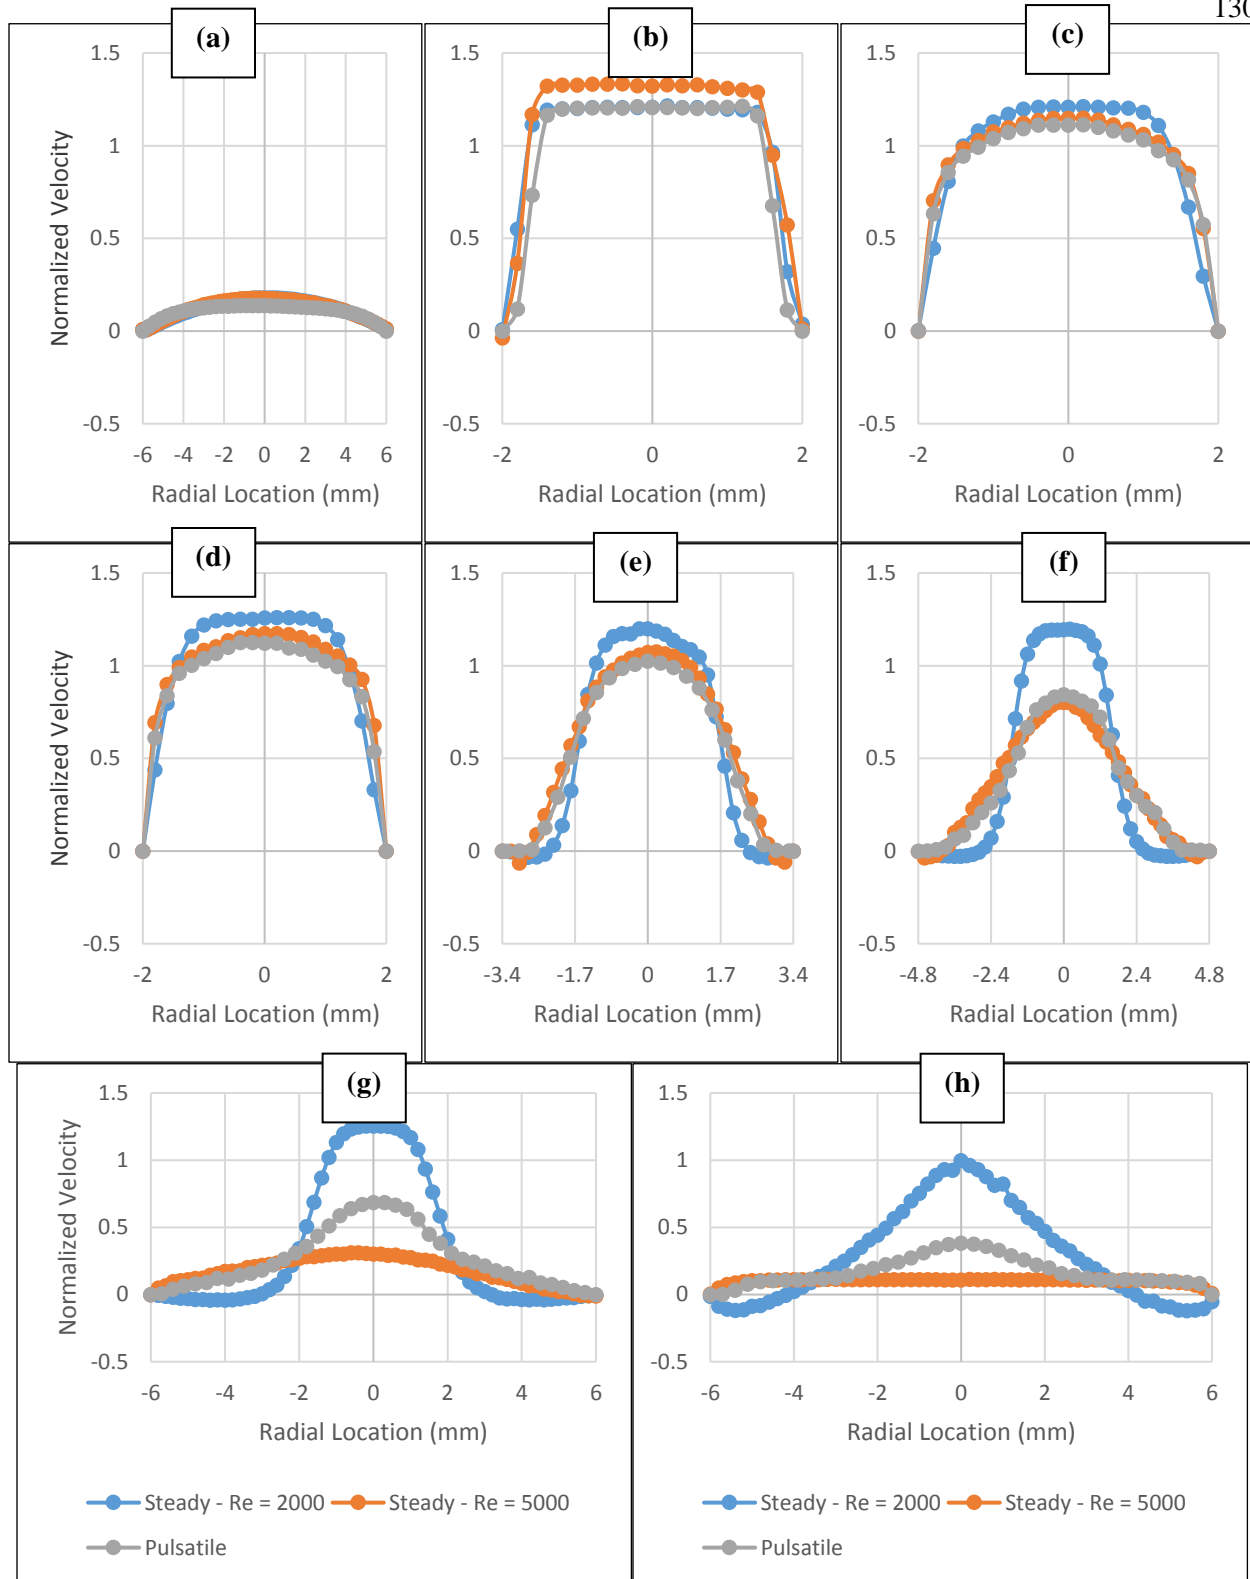 130
(a)
(b)
(c)
1.5
1
0.5
0
-0.5
Normalized Velocity
-6 -4 -2 0 2 4 6
Radial Location (mm)
1.5
1
0.5
0
-0.5
-2 0 2
Radial Location (mm)
1.5
1
0.5
0
-0.5
-2 0 2
Radial Location (mm)
(d)
(e)
(f)
1.5
1
0.5
0
-0.5
Normalized Velocity
-2 0 2
Radial Location (mm)
1.5
1
0.5
0
-0.5
-3.4 -1.7 0 1.7 3.4
Radial Location (mm)
1.5
1
0.5
0
-0.5
-4.8 -2.4 0 2.4 4.8
Radial Location (mm)
(g)
(h)
1.5
1
0.5
0
-0.5
Normalized Velocity
-6 -4 -2 0 2 4 6
Radial Location (mm)
Steady - Re = 2000 Steady - Re = 5000
Pulsatile
1.5
1
0.5
0
-0.5
-6 -4 -2 0 2 4 6
Radial Location (mm)
Steady - Re = 2000 Steady - Re = 5000
Pulsatile